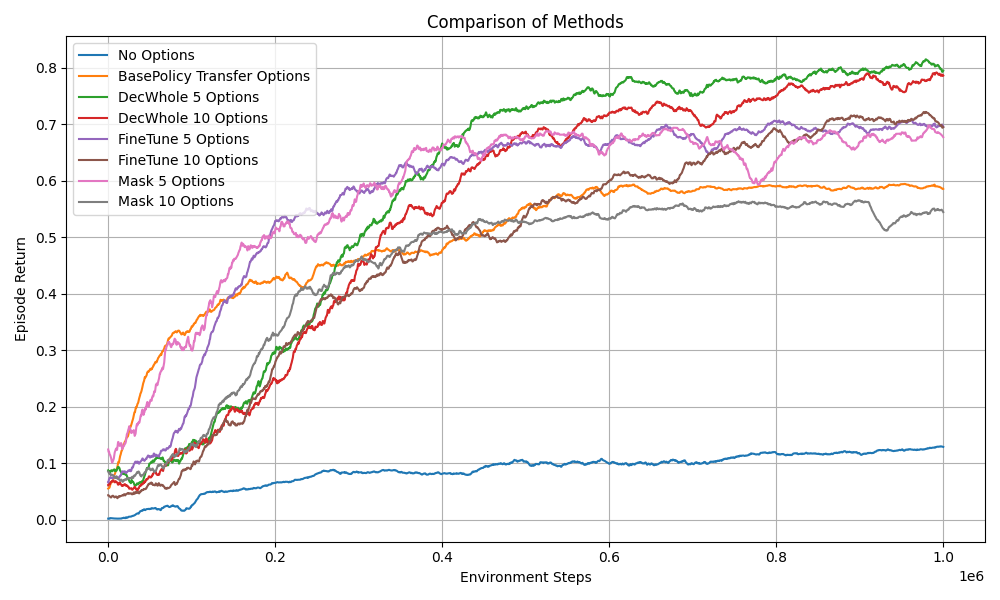 Comparison of Methods
No Options
BasePolicy Transfer Options
DecWhole 5 Options
DecWhole 10 Options
FineTune 5 Options
FineTune 10 Options
Mask 5 Options
Mask 10 Options
Episode Return
0.8
0.7
0.6
0.5
0.4
0.3
0.2
0.1
0.0
0.0 0.2 0.4 0.6 0.8 1.0
1e6
Environment Steps